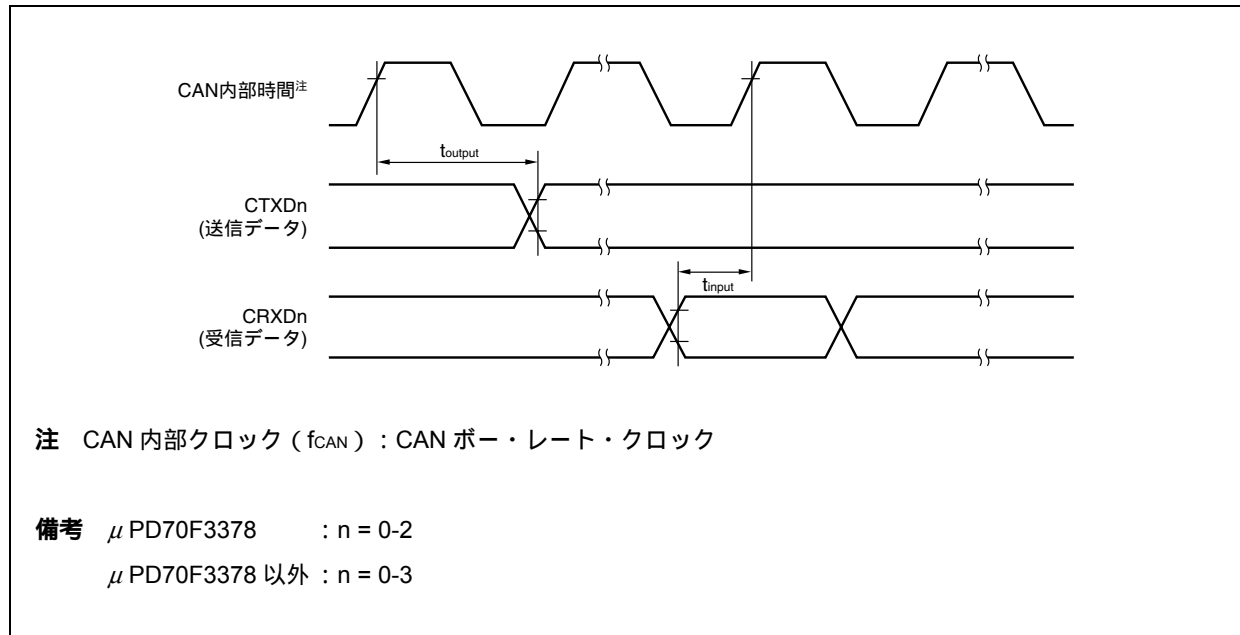 CAN内部時間注
toutput
CTXDn
(送信データ)
tinput
CRXDn
(受信データ)
注 CAN 内部クロック ( fCAN ) : CAN ボー・レート・クロック
備考 μ PD70F3378 : n = 0-2
μ PD70F3378 以外 : n = 0-3